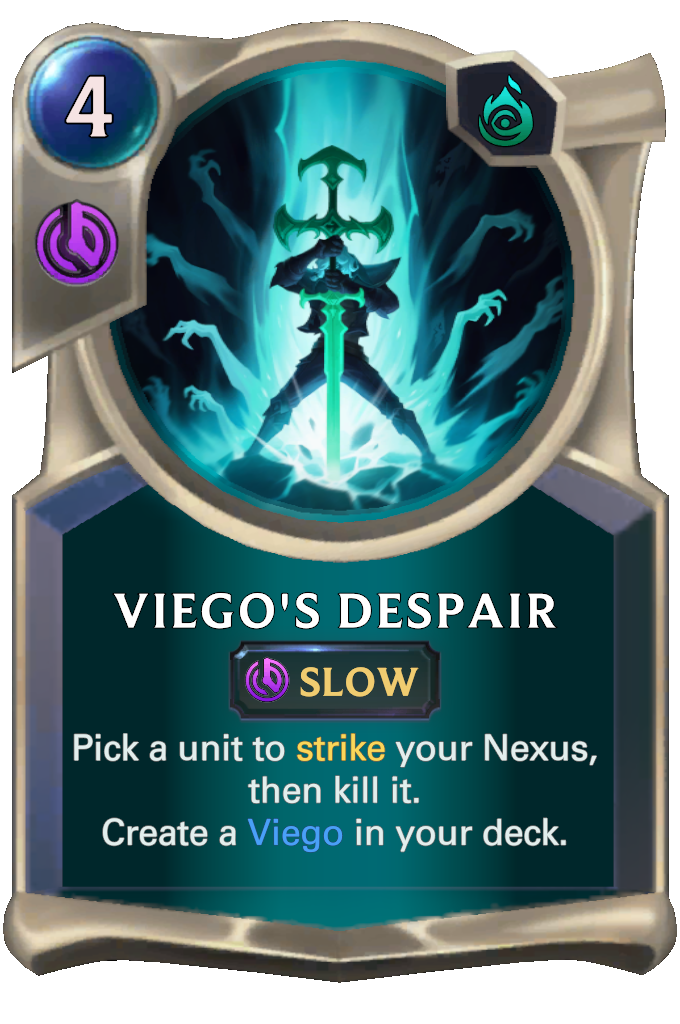 4
VIEGO'S DESPAIR
SLOW
Pick a unit to strike your Nexus,
then kill it.
Create a Viego in your deck.